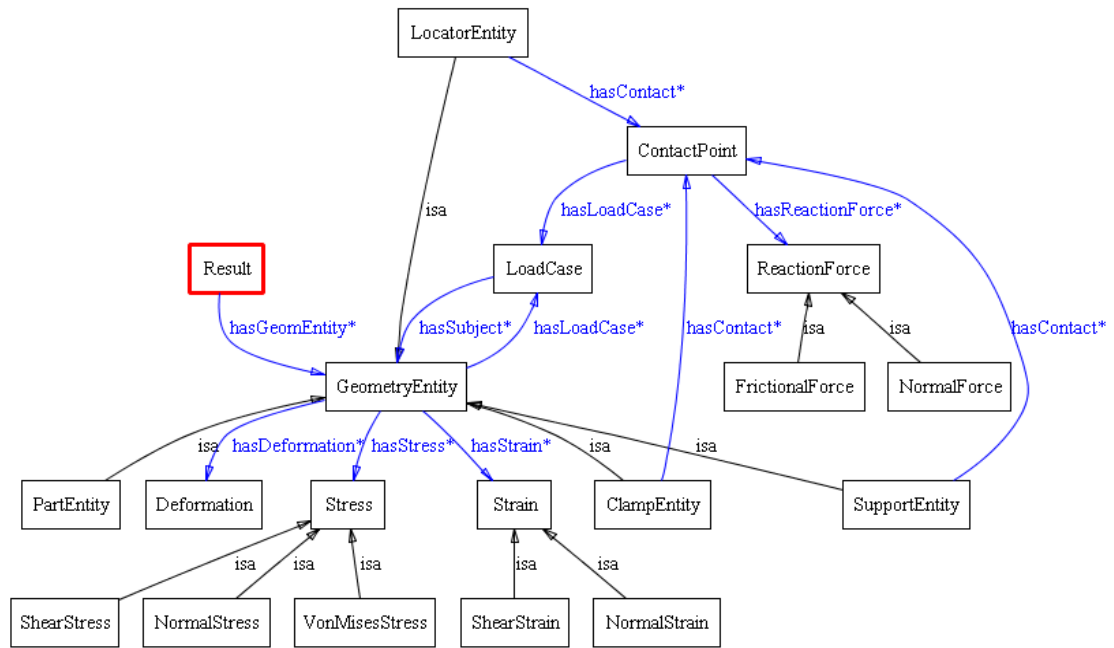 LocatorEntity
hasContact*
ContactPoint
isa
hasLoadCase*
hasReactionForce*
Result
LoadCase
ReactionForce
hasGeomEntity*
hasSubject*
hasLoadCase*
hasContact*
isa
isa
hasContact*
GeometryEntity
FrictionalForce
NormalForce
isa
hasDeformation*
hasStress*
hasStrain*
isa
isa
PartEntity
Deformation
Stress
Strain
ClampEntity
SupportEntity
isa
isa
isa
isa
isa
ShearStress
NormalStress
VonMisesStress
ShearStrain
NormalStrain